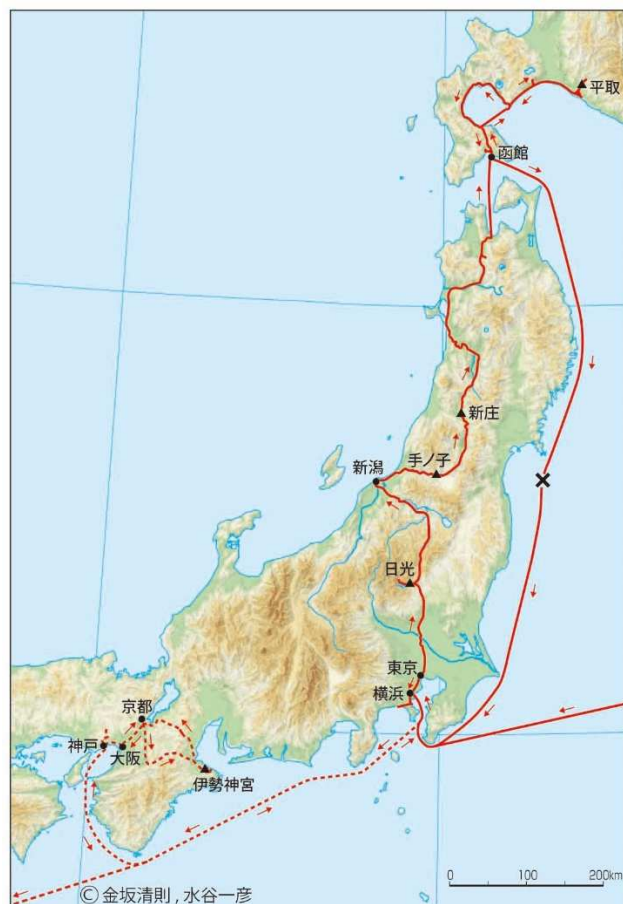 平取
函館
新庄
手ノ子
新潟
日光
東京
横浜
京都
神戸
大阪
伊勢神宮
0 100 200km
© 金坂清則 , 水谷一彦